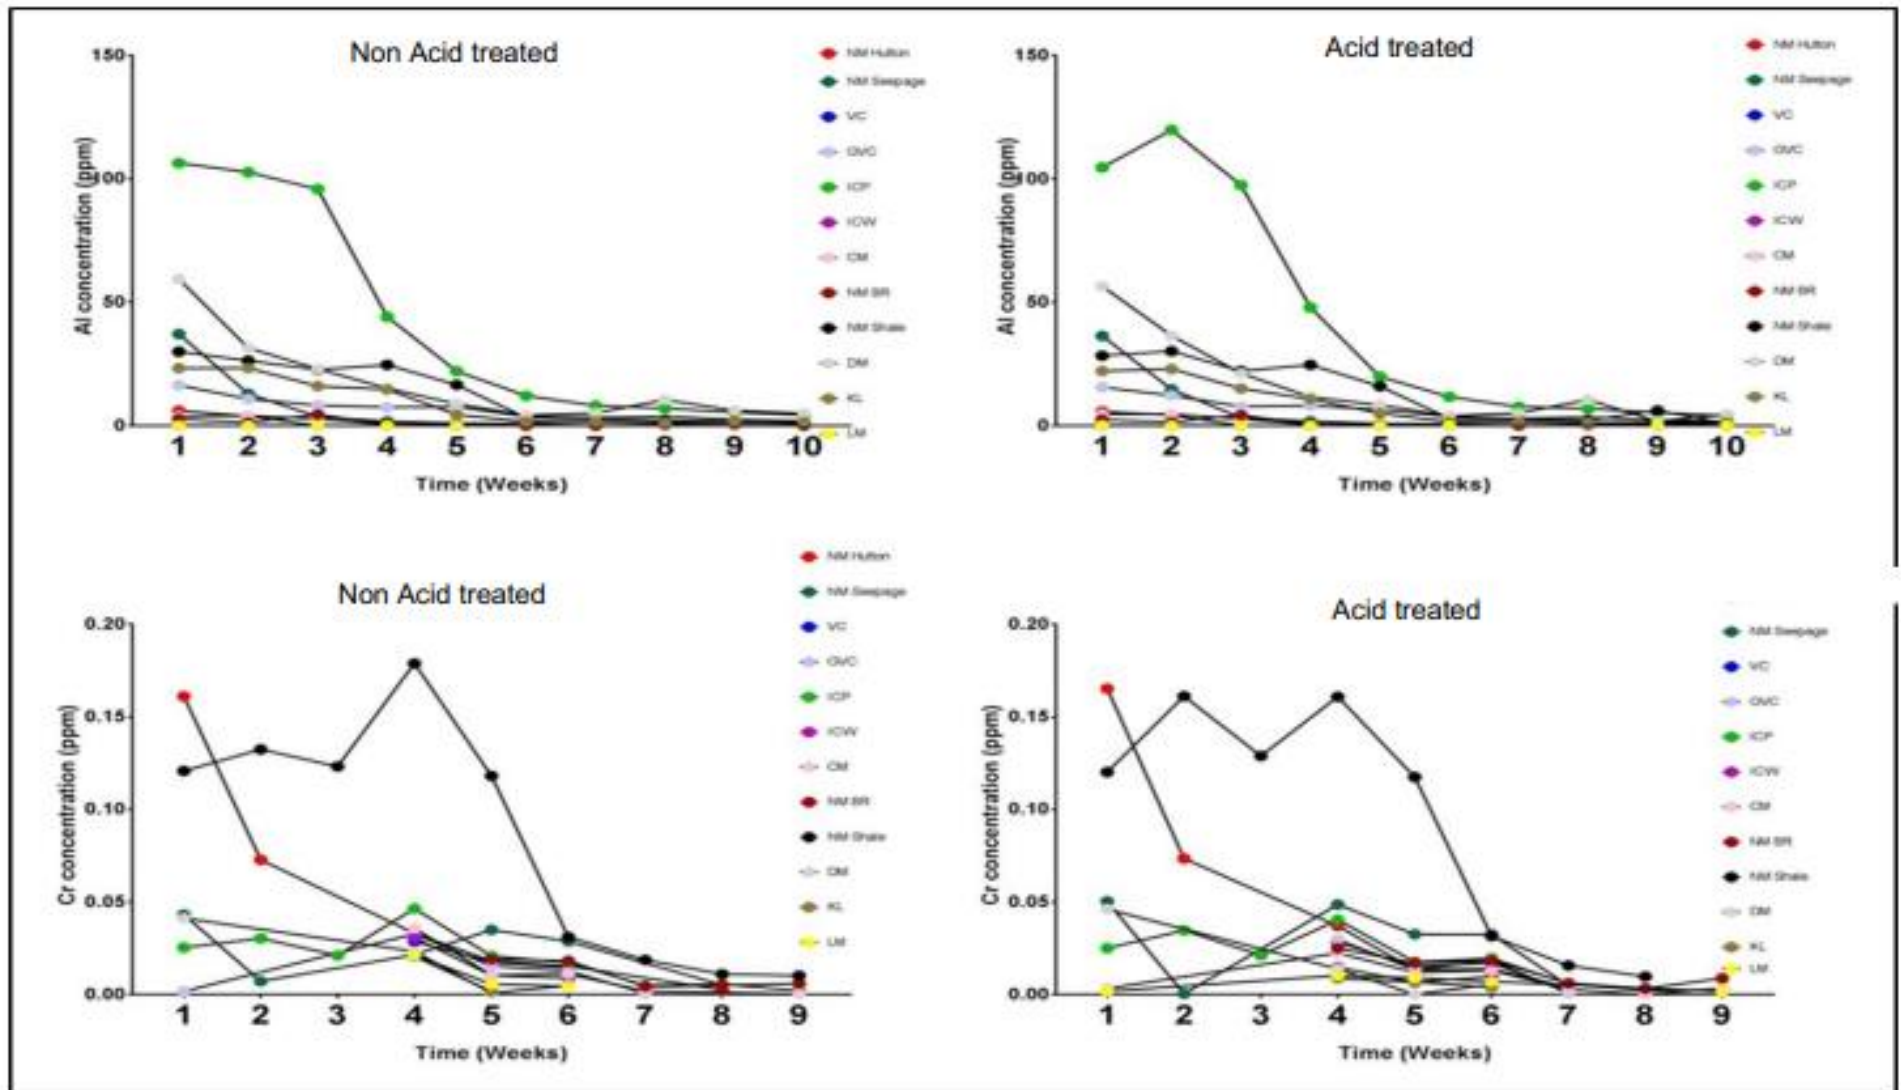 Non Acid treated
150
100
50
0
Al concentration (ppm)
1 2 3 4 5 6 7 8 9 10
Time (Weeks)
NM Hutton
NM Seepage
VC
GVC
ICP
ICW
CM
NM BR
NM Shale
DM
KL
LM
Acid treated
150
100
50
0
Al concentration (ppm)
1 2 3 4 5 6 7 8 9 10
Time (Weeks)
NM Hutton
NM Seepage
VC
GVC
ICP
ICW
CM
NM BR
NM Shale
DM
KL
LM
Non Acid treated
0.20
0.15
0.10
0.05
0.00
Cr concentration (ppm)
1 2 3 4 5 6 7 8 9
Time (Weeks)
NM Hutton
NM Seepage
VC
GVC
ICP
ICW
CM
NM BR
NM Shale
DM
KL
LM
Acid treated
0.20
0.15
0.10
0.05
0.00
Cr concentration (ppm)
1 2 3 4 5 6 7 8 9
Time (Weeks)
NM Seepage
VC
GVC
ICP
ICW
CM
NM BR
NM Shale
DM
KL
LM